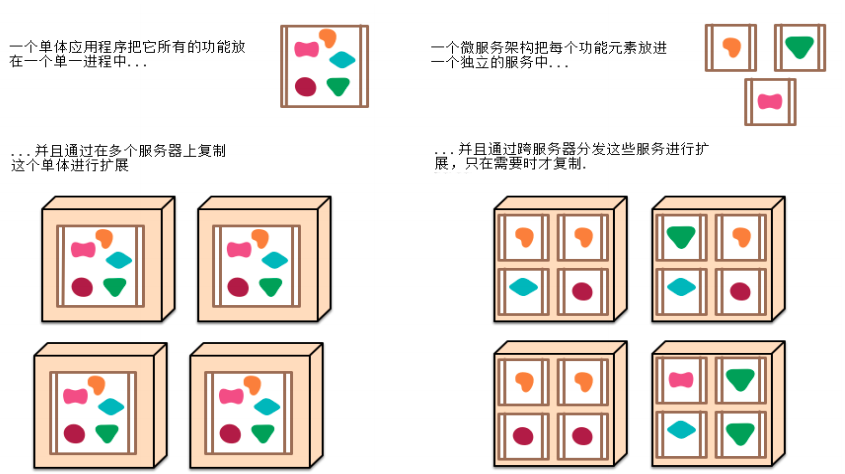 一个单体应用程序把它所有的功能放
在一个单一进程中...
...并且通过在多个服务器上复制
这个单体进行扩展
一个微服务架构把每个功能元素放进
一个独立的服务中...
...并且通过跨服务器分发这些服务进行扩
展，只在需要时才复制.